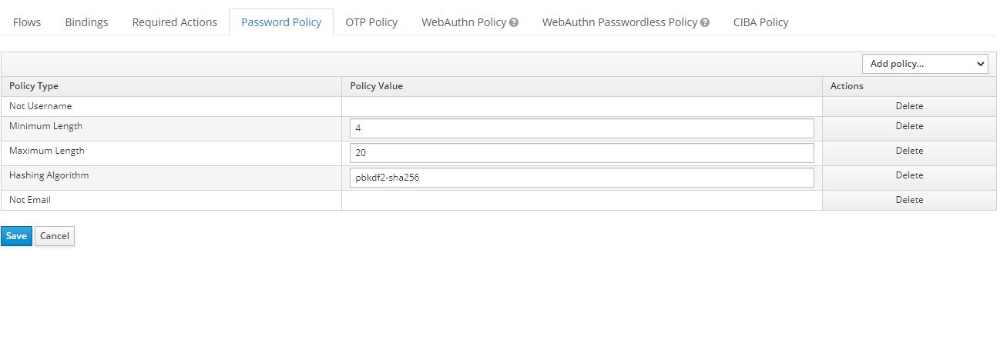 Flows Bindings Required Actions Password Policy OTP Policy WebAuthn Policy WebAuthn Passwordless Policy CIBA Policy
Add policy...
Policy Type Policy Value Actions
Not Username Delete
Minimum Length 4 Delete
Maximum Length 20 Delete
Hashing Algorithm pbkdf2-sha256 Delete
Not Email Delete
Save Cancel